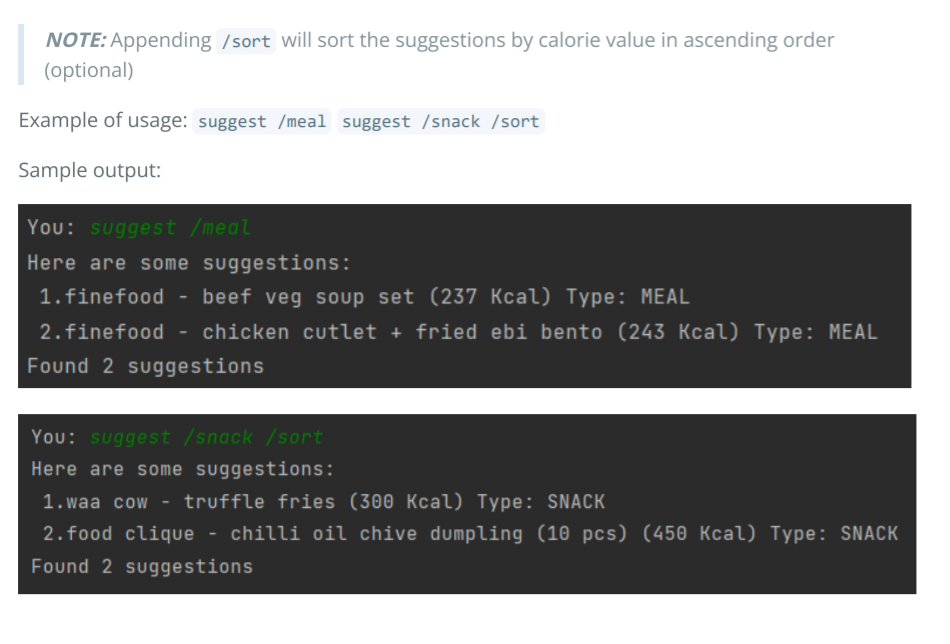 NOTE: Appending /sort will sort the suggestions by calorie value in ascending order
(optional)
Example of usage: suggest /meal suggest /snack /sort
Sample output:
You: suggest /meal
Here are some suggestions:
1.finefood - beef veg soup set (237 Kcal) Type: MEAL
2.finefood - chicken cutlet + fried ebi bento (243 Kcal) Type: MEAL
Found 2 suggestions
You: suggest /snack /sort
Here are some suggestions:
1.waa cow - truffle fries (300 Kcal) Type: SNACK
2.food clique - chilli oil chive dumpling (10 pcs) (450 Kcal) Type: SNACK
Found 2 suggestions